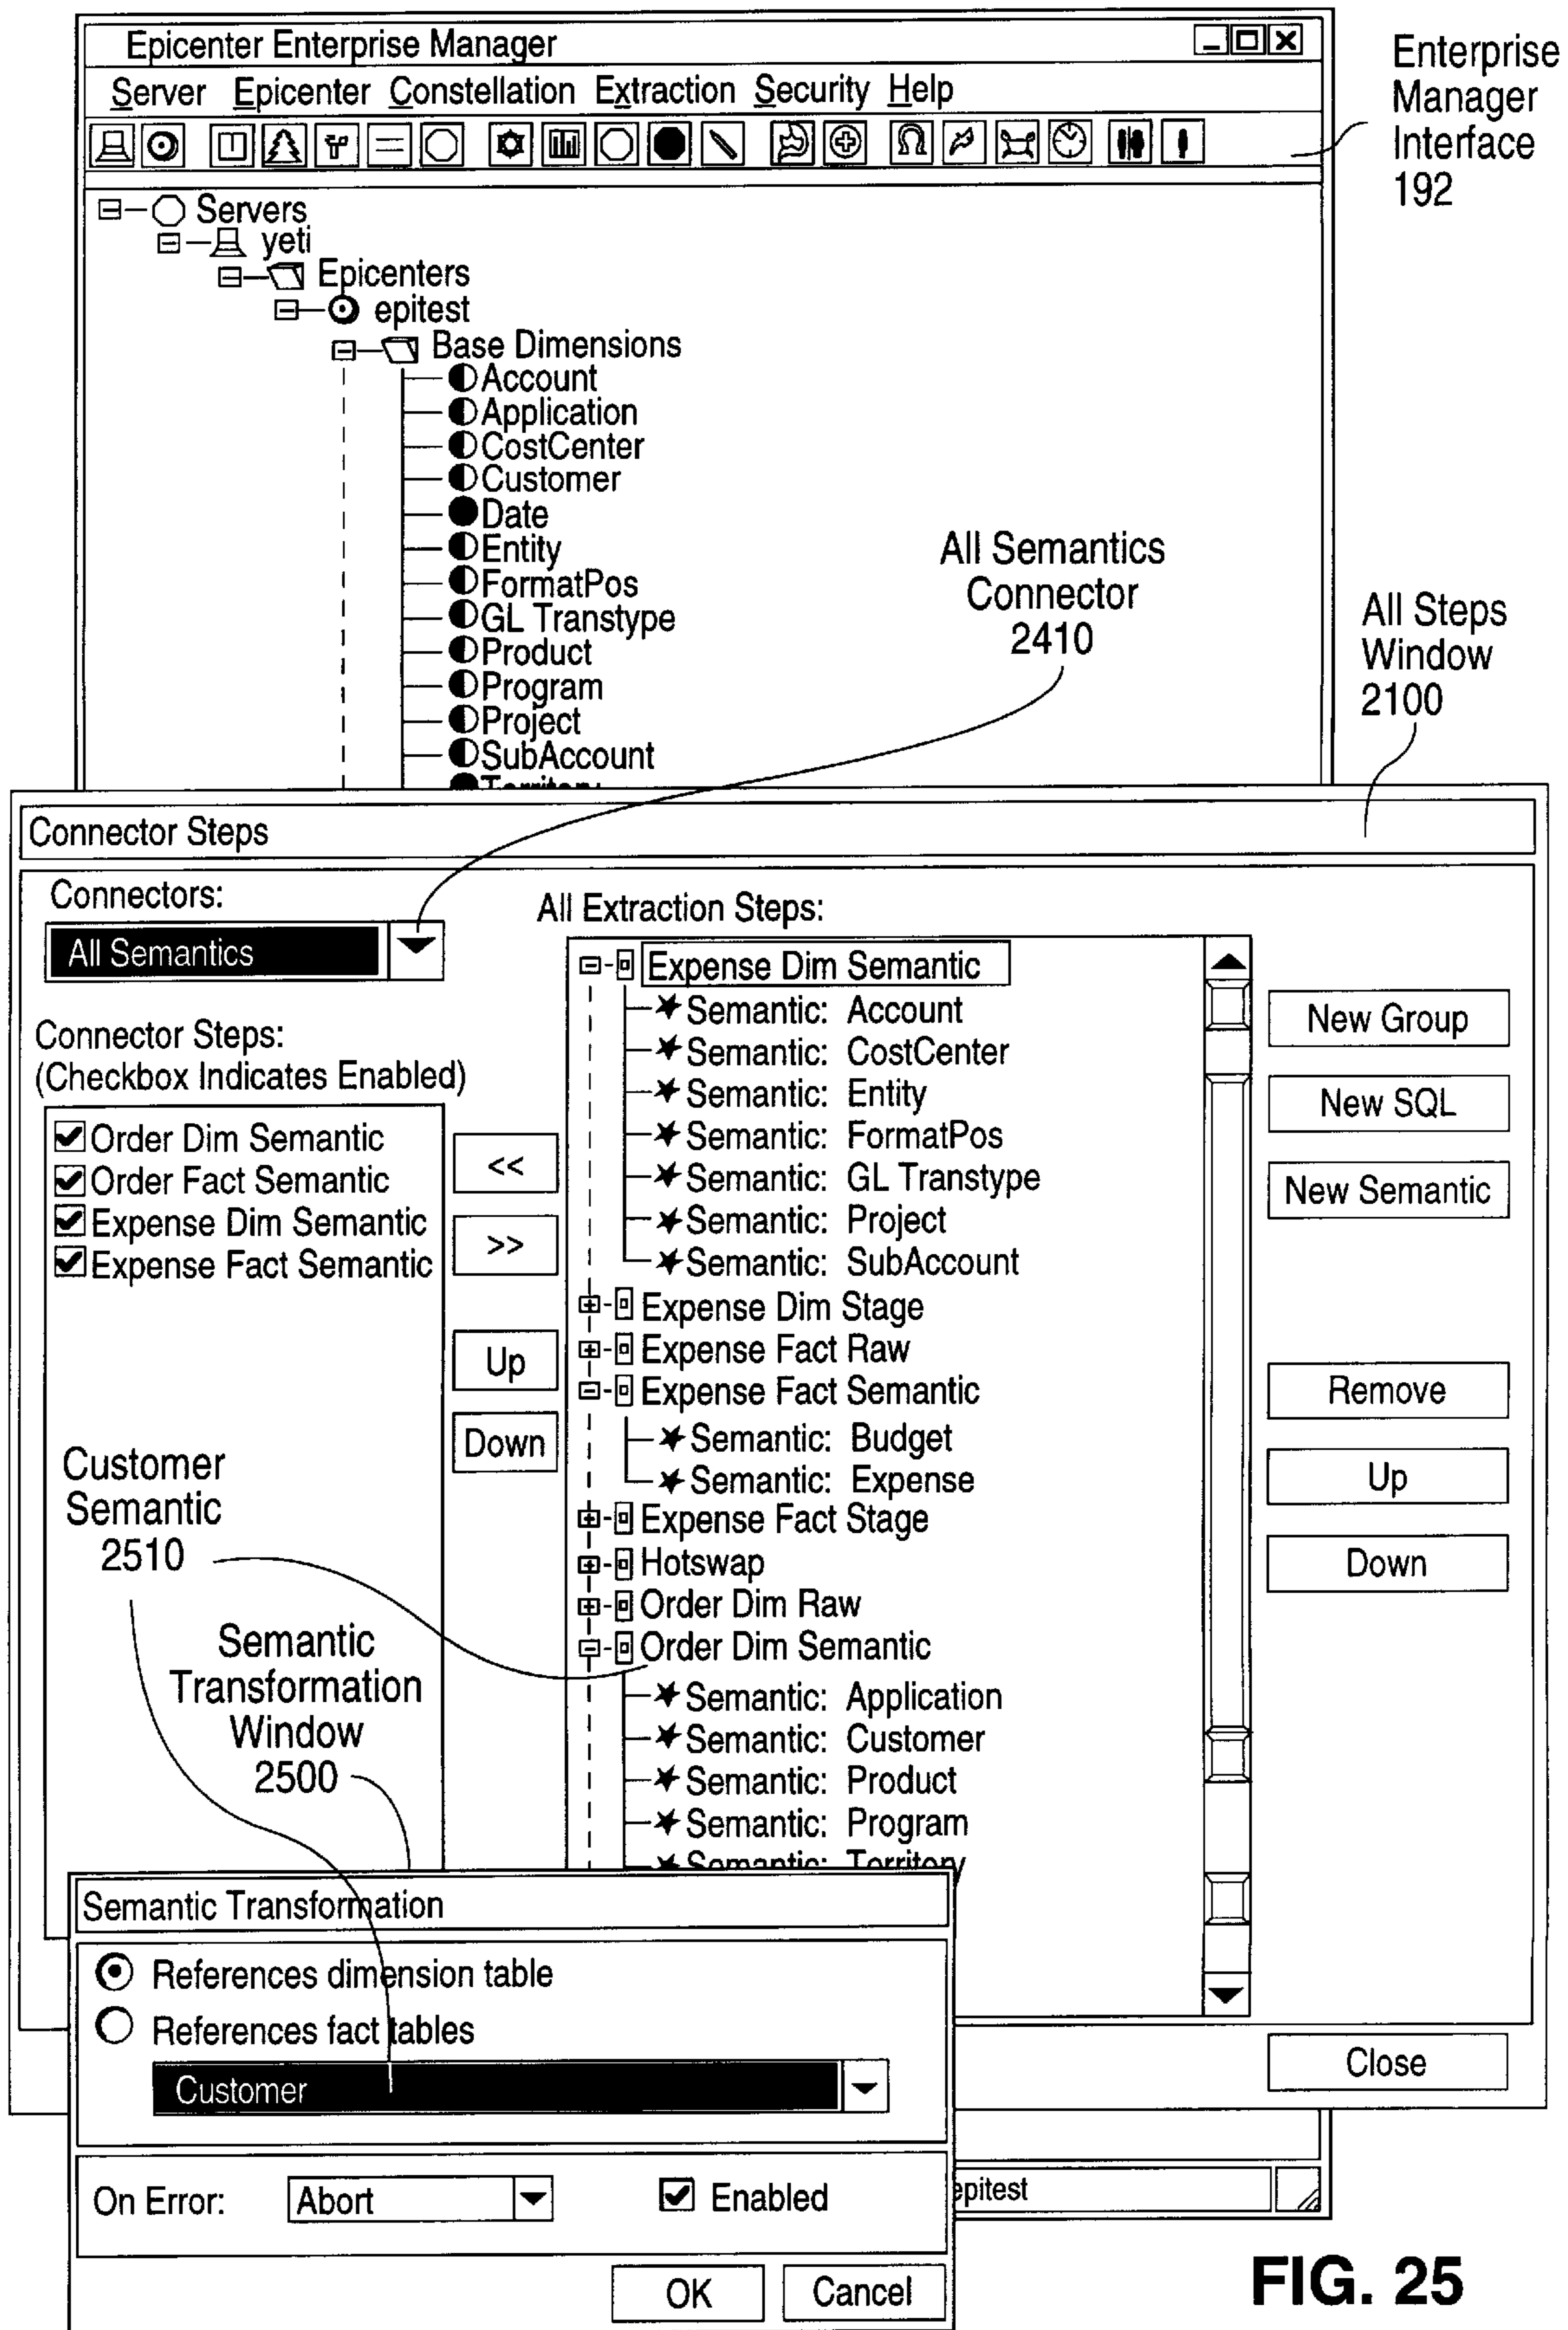 Epicenter Enterprise Manager
Server Epicenter Constellation Extraction Security Help
Enterprise
Manager
Interface
192
Servers
yeti
Epicenters
epitest
Base Dimensions
Account
Application
CostCenter
Customer
Date
Entity
FormatPos
GL Transtype
Product
Program
Project
SubAccount
Territory
All Semantics
Connector
2410
All Steps
Window
2100
Connector Steps
Connectors:
All Semantics
Connector Steps:
(Checkbox Indicates Enabled)
Order Dim Semantic
Order Fact Semantic
Expense Dim Semantic
Expense Fact Semantic
<<
>>
Up
Down
All Extraction Steps:
Expense Dim Semantic
Semantic: Account
Semantic: CostCenter
Semantic: Entity
Semantic: FormatPos
Semantic: GL Transtype
Semantic: Project
Semantic: SubAccount
Expense Dim Stage
Expense Fact Raw
Expense Fact Semantic
Semantic: Budget
Semantic: Expense
Expense Fact Stage
Hotswap
Order Dim Raw
Order Dim Semantic
Semantic: Application
Semantic: Customer
Semantic: Product
Semantic: Program
Semantic: Territory
New Group
New SQL
New Semantic
Remove
Up
Down
Close
Customer
Semantic
2510
Semantic
Transformation
Window
2500
Semantic Transformation
References dimension table
References fact tables
Customer
On Error: Abort Enabled
OK Cancel
epitest
FIG. 25